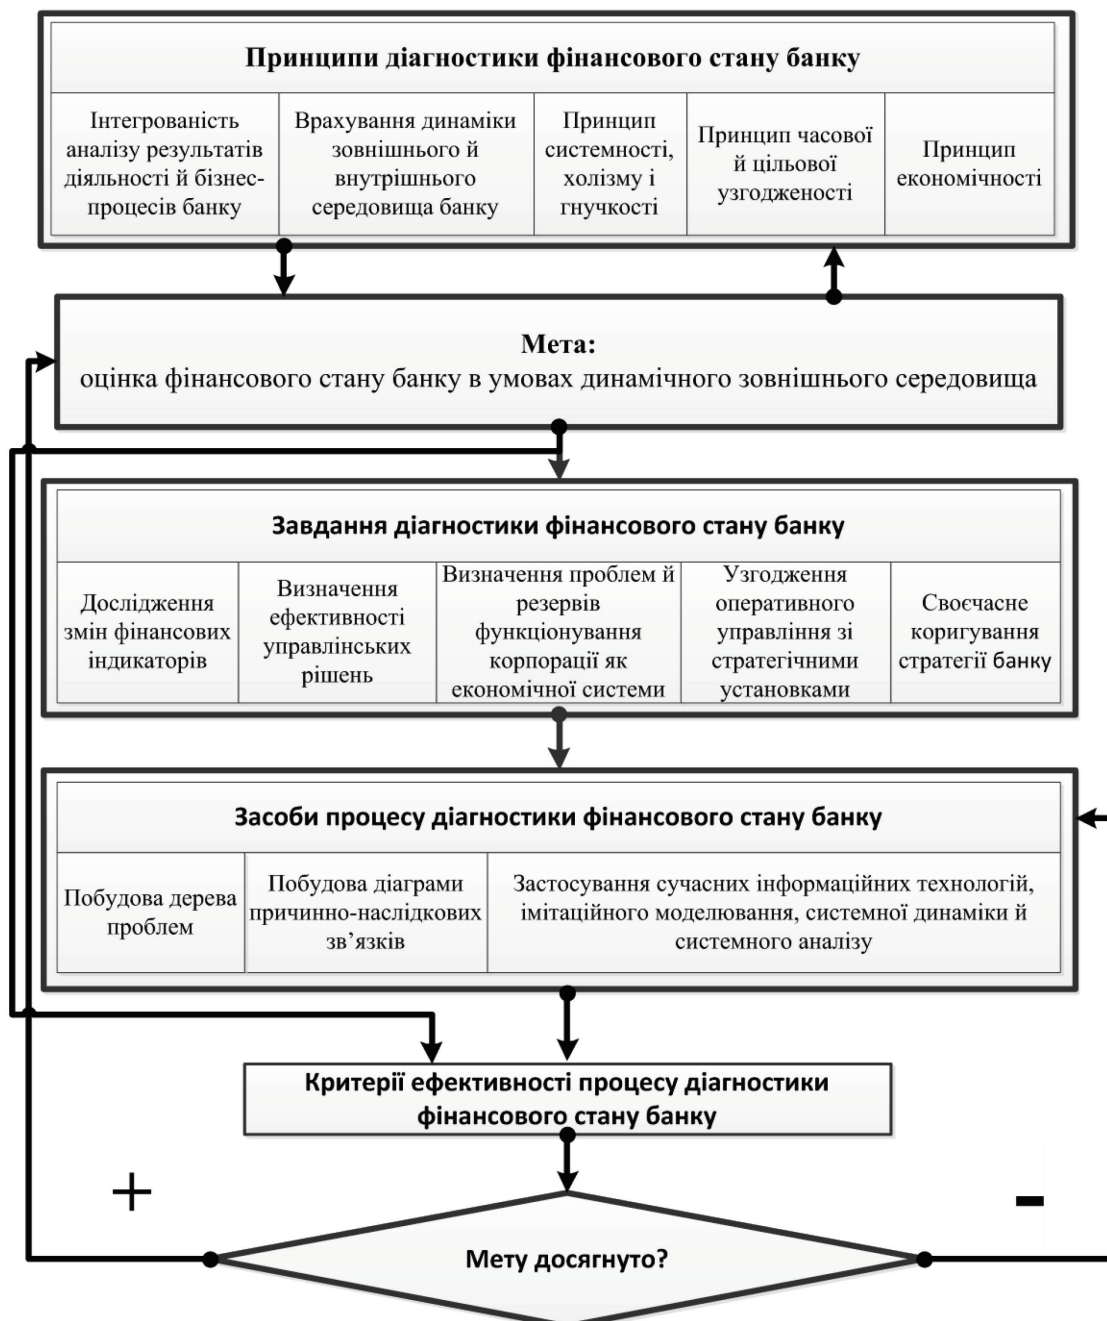 Принципи діагностики фінансового стану банку
Інтегрованість
аналізу результатів
діяльності й бізнес-
процесів банку
Врахування динаміки
зовнішнього й
внутрішнього
середовища банку
Принцип
системності,
холізму і
гнучкості
Принцип часової
й цільової
узгодженості
Принцип
економічності
Мета:
оцінка фінансового стану банку в умовах динамічного зовнішнього середовища
Завдання діагностики фінансового стану банку
Дослідження
змін фінансових
індикаторів
Визначення
ефективності
управлінських
рішень
Визначення проблем й
резервів
функціонування
корпорації як
економічної системи
Узгодження
оперативного
управління зі
стратегічними
установками
Своєчасне
коригування
стратегії банку
Засоби процесу діагностики фінансового стану банку
Побудова дерева
проблем
Побудова діаграми
причинно-наслідкових
зв’язків
Застосування сучасних інформаційних технологій,
імітаційного моделювання, системної динаміки й
системного аналізу
Критерії ефективності процесу діагностики
фінансового стану банку
+
-
Мету досягнуто?